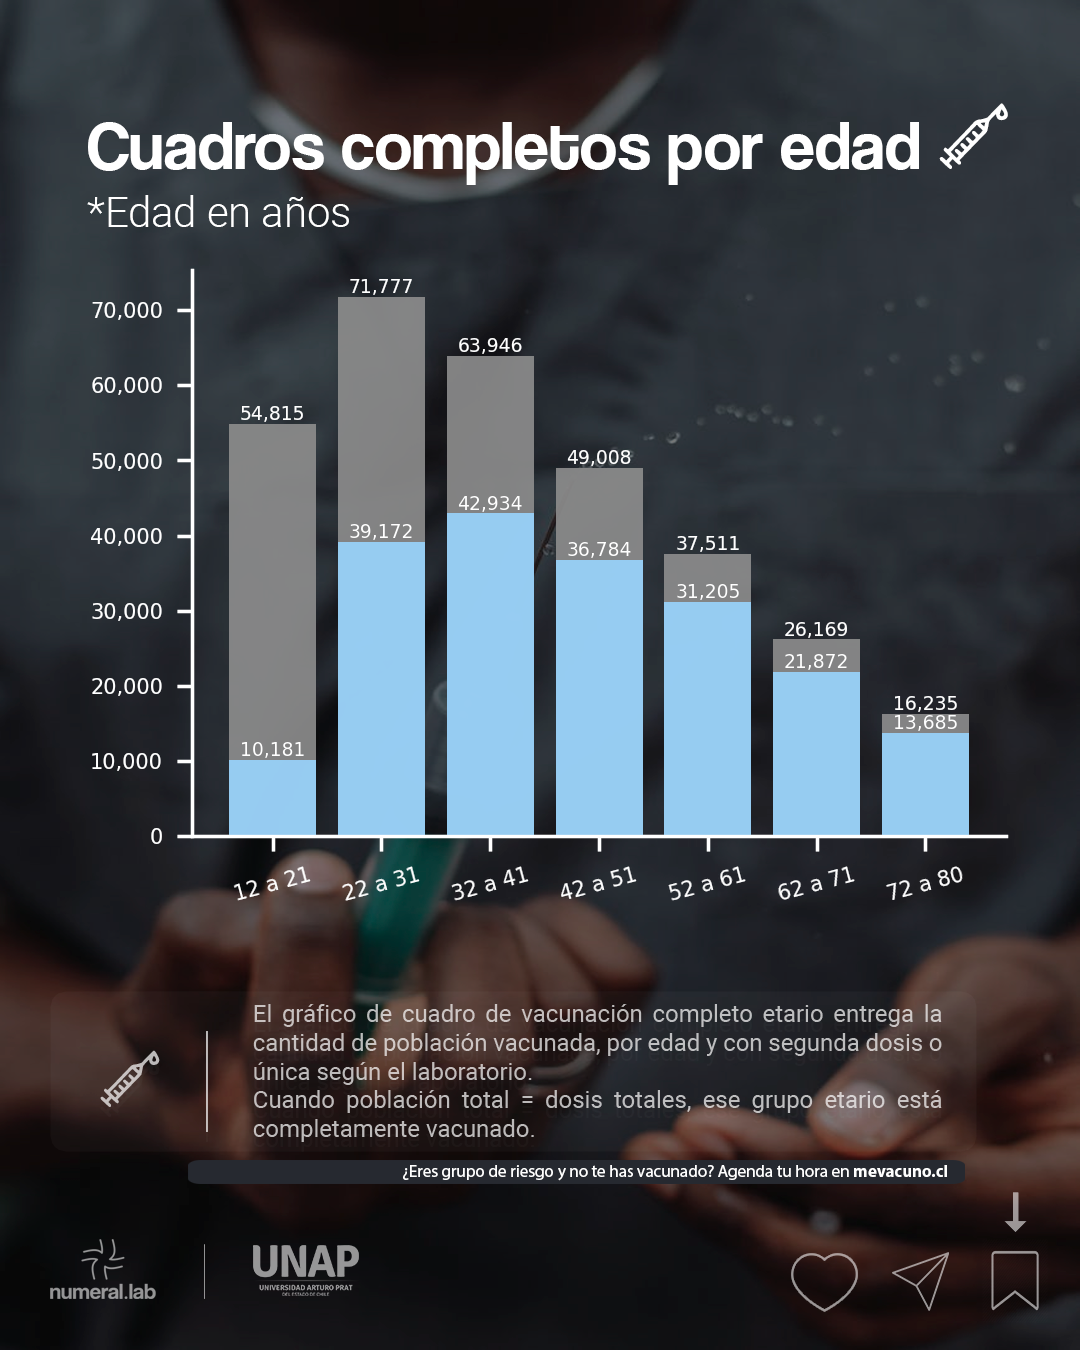 Cuadros completos por edad
*Edad en años
71,777
70,000
63,946
60,000
54,815
50,000
49,008
42,934
40,000
39,172
36,784
37,511
31,205
30,000
26,169
21,872
20,000
16,235
13,685
10,181
10,000
0
12 a 21
22 a 31
32 a 41
42 a 51
52 a 61
62 a 71
72 a 80
El gráfico de cuadro de vacunación completo etario entrega la
cantidad de población vacunada, por edad y con segunda dosis o
única según el laboratorio.
Cuando población total = dosis totales, ese grupo etario está
completamente vacunado.
¿Eres grupo de riesgo y no te has vacunado? Agenda tu hora en mevacuno.cl
numeral.lab
UNAP
UNIVERSIDAD ARTURO PRAT
DEL ESTADO DE CHILE